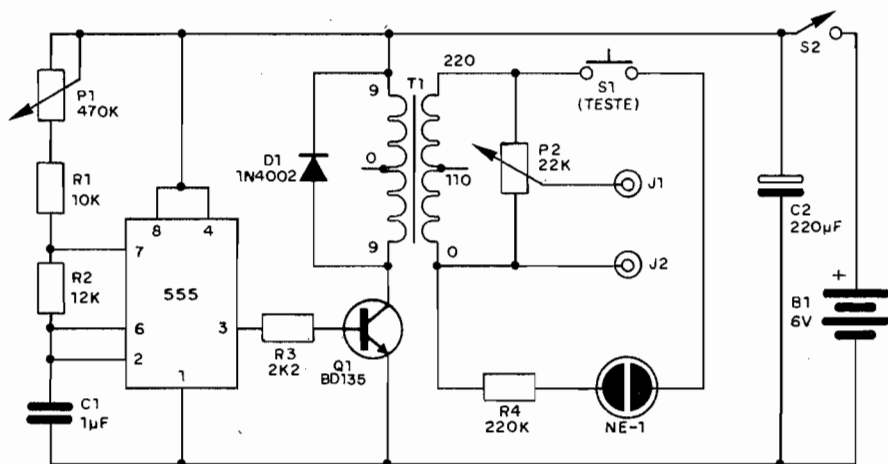 P1
470K
R1
10K
R2
12K
C1
1µF
7
6
2
8
4
555
3
1
R3
2K2
Q1
BD135
D1
1N4002
T1
9
0
9
220
110
0
S1
(TESTE)
P2
22K
J1
J2
R4
220K
NE-1
S2
C2
220µF
+
B1
6V